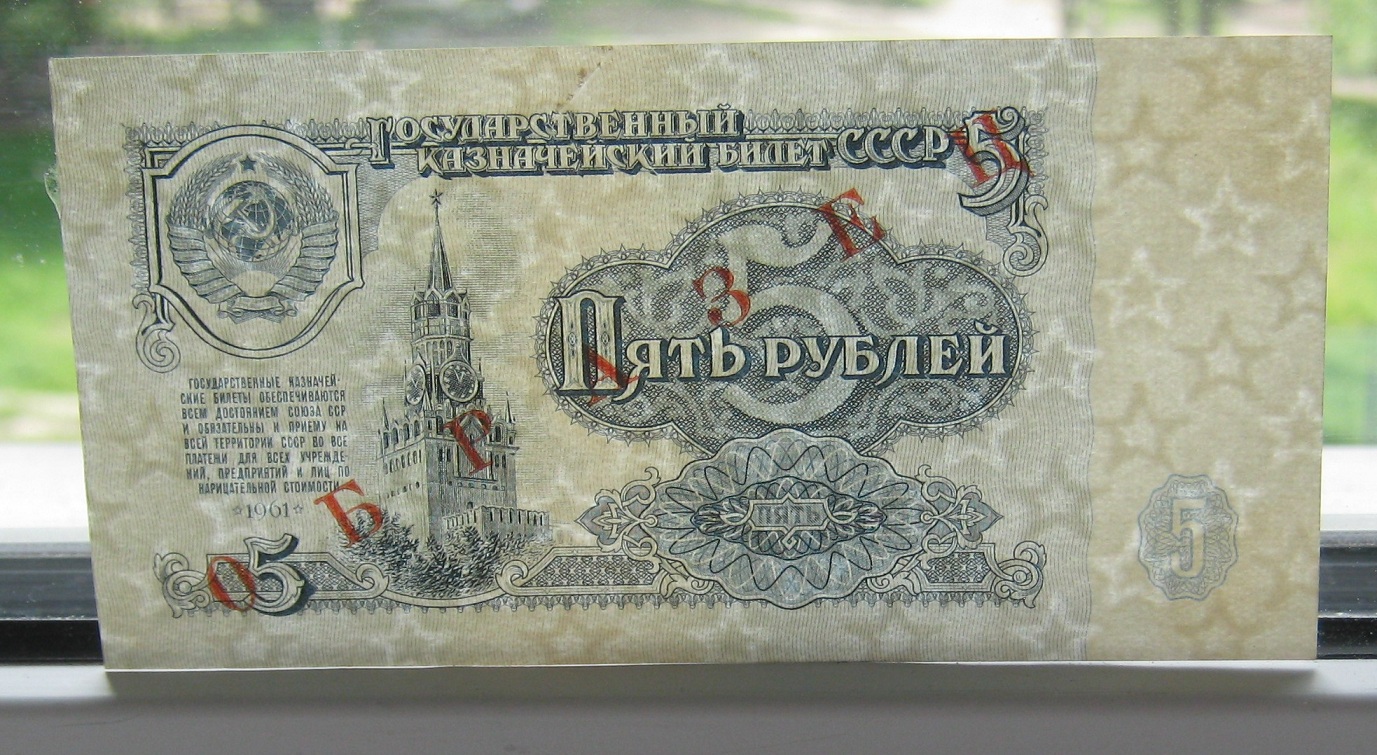 Государственный
казначейский билет СССР
5
Пять рублей
ГОСУДАРСТВЕННЫЕ КАЗНАЧЕЙ-
СКИЕ БИЛЕТЫ ОБЕСПЕЧИВАЮТСЯ
ВСЕМ ДОСТОЯНИЕМ СОЮЗА ССР
И ОБЯЗАТЕЛЬНЫ К ПРИЕМУ НА
ВСЕЙ ТЕРРИТОРИИ СССР ВО ВСЕ
ПЛАТЕЖИ ДЛЯ ВСЕХ УЧРЕЖДЕ-
НИЙ, ПРЕДПРИЯТИЙ И ЛИЦ ПО
НАРИЦАТЕЛЬНОЙ СТОИМОСТИ
1961
5
ПЯТЬ
5
ОБРАЗЕЦ